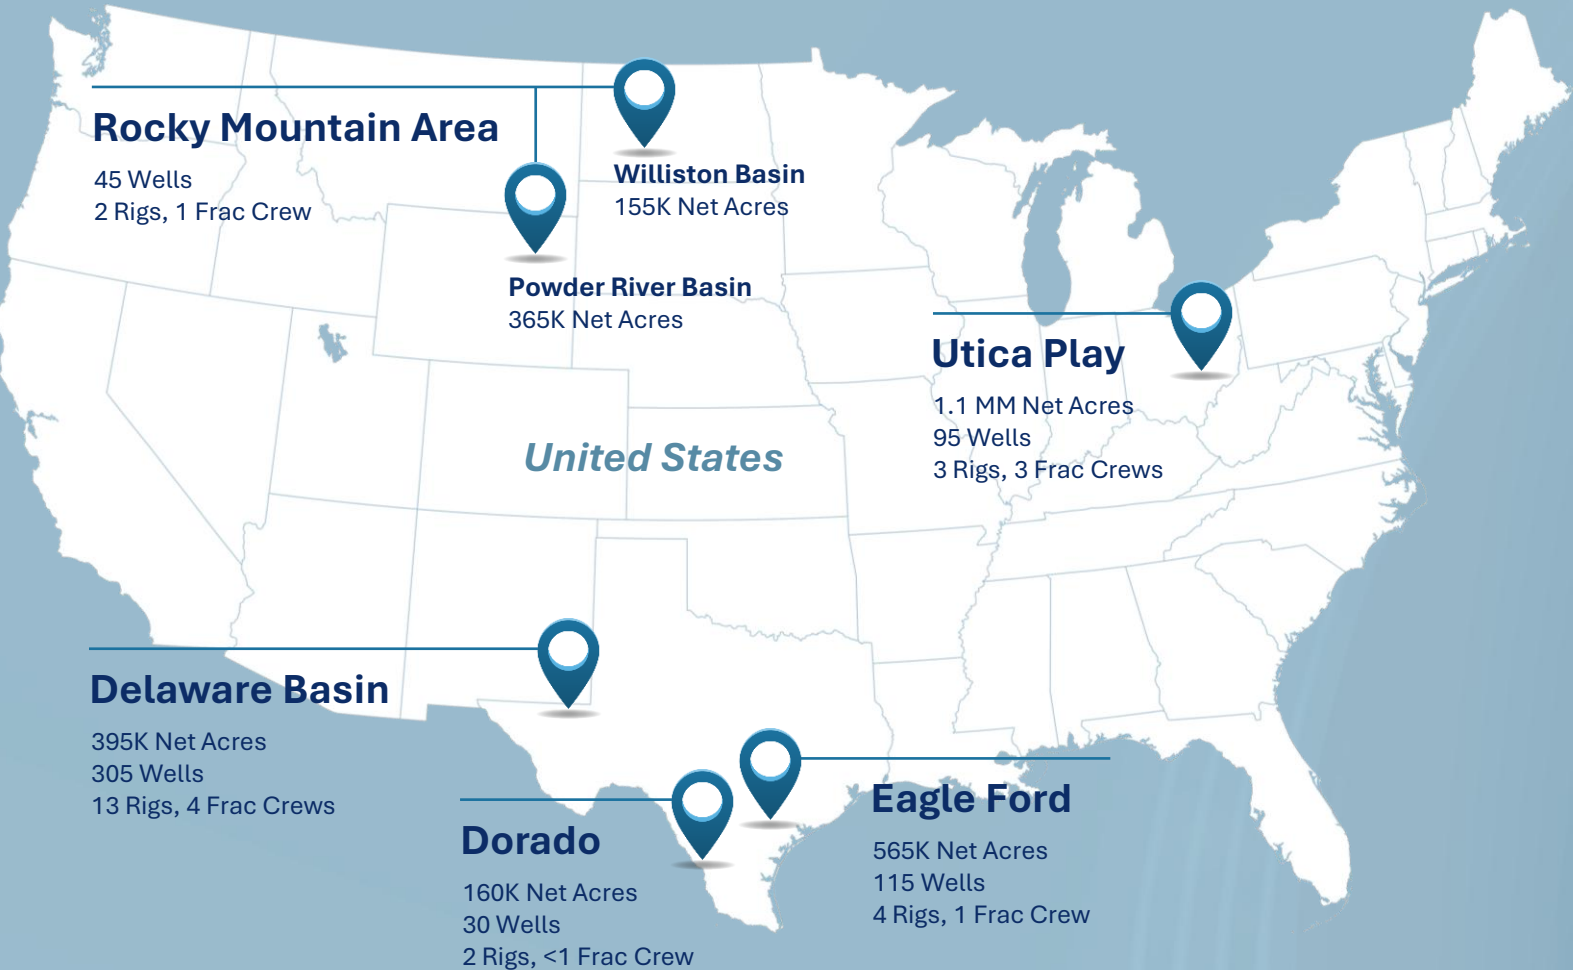 Rocky Mountain Area
45 Wells
2 Rigs, 1 Frac Crew
Williston Basin
155K Net Acres
Powder River Basin
365K Net Acres
Utica Play
1.1 MM Net Acres
95 Wells
3 Rigs, 3 Frac Crews
United States
Delaware Basin
395K Net Acres
305 Wells
13 Rigs, 4 Frac Crews
Dorado
160K Net Acres
30 Wells
2 Rigs, <1 Frac Crew
Eagle Ford
565K Net Acres
115 Wells
4 Rigs, 1 Frac Crew